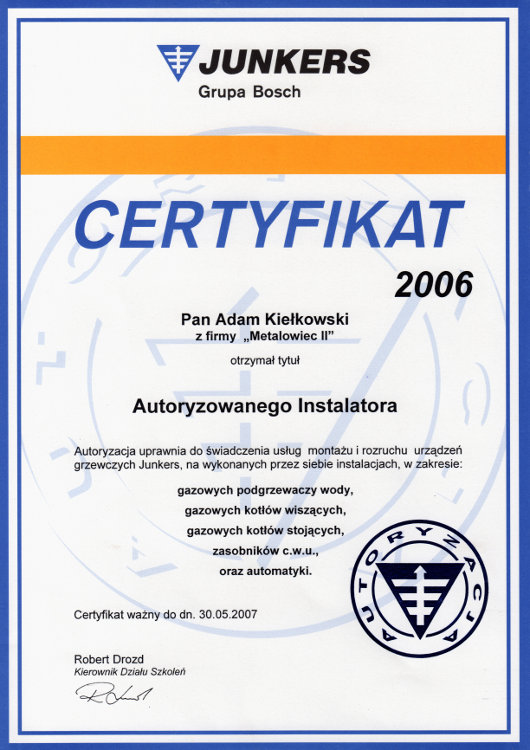 JUNKERS
Grupa Bosch
CERTYFIKAT
2006
Pan Adam Kiełkowski
z firmy „Metalowiec II”
otrzymał tytuł
Autoryzowanego Instalatora
Autoryzacja uprawnia do świadczenia usług montażu i rozruchu urządzeń
grzewczych Junkers, na wykonanych przez siebie instalacjach, w zakresie:
gazowych podgrzewaczy wody,
gazowych kotłów wiszących,
gazowych kotłów stojących,
zasobników c.w.u.,
oraz automatyki.
AUTORYZACJA
Certyfikat ważny do dn. 30.05.2007
Robert Drozd
Kierownik Działu Szkoleń